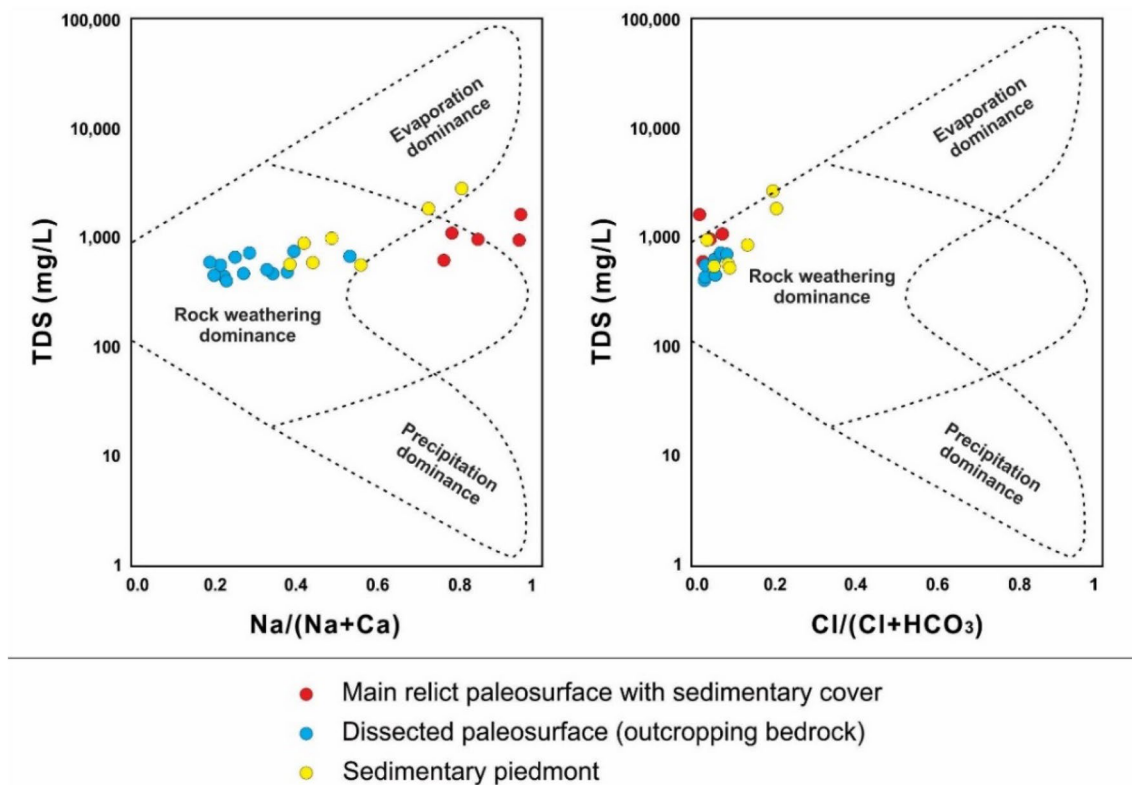 100,000
10,000
1,000
100
10
1
TDS (mg/L)
0.0 0.2 0.4 0.6 0.8 1
Na/(Na+Ca)
Evaporation
dominance
Rock weathering
dominance
Precipitation
dominance
100,000
10,000
1,000
100
10
1
TDS (mg/L)
0.0 0.2 0.4 0.6 0.8 1
Cl/(Cl+HCO₃)
Evaporation
dominance
Rock weathering
dominance
Precipitation
dominance
Main relict paleosurface with sedimentary cover
Dissected paleosurface (outcropping bedrock)
Sedimentary piedmont